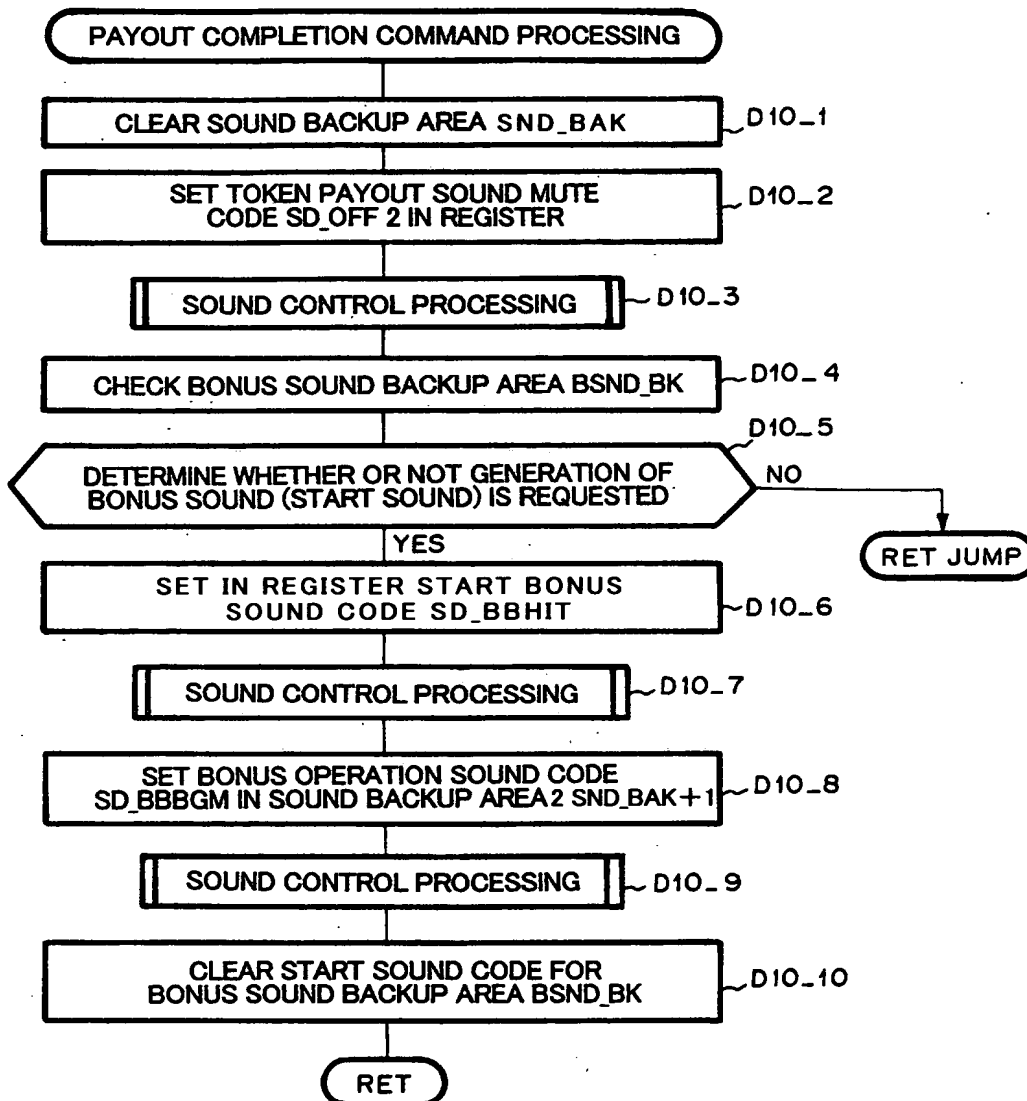 PAYOUT COMPLETION COMMAND PROCESSING
CLEAR SOUND BACKUP AREA SND_BAK
D10_1
SET TOKEN PAYOUT SOUND MUTE
CODE SD_OFF 2 IN REGISTER
D10_2
SOUND CONTROL PROCESSING
D10_3
CHECK BONUS SOUND BACKUP AREA BSND_BK
D10_4
D10_5
DETERMINE WHETHER OR NOT GENERATION OF
BONUS SOUND (START SOUND) IS REQUESTED
NO
RET JUMP
YES
SET IN REGISTER START BONUS
SOUND CODE SD_BBHIT
D10_6
SOUND CONTROL PROCESSING
D10_7
SET BONUS OPERATION SOUND CODE
SD_BBBGM IN SOUND BACKUP AREA2 SND_BAK+1
D10_8
SOUND CONTROL PROCESSING
D10_9
CLEAR START SOUND CODE FOR
BONUS SOUND BACKUP AREA BSND_BK
D10_10
RET